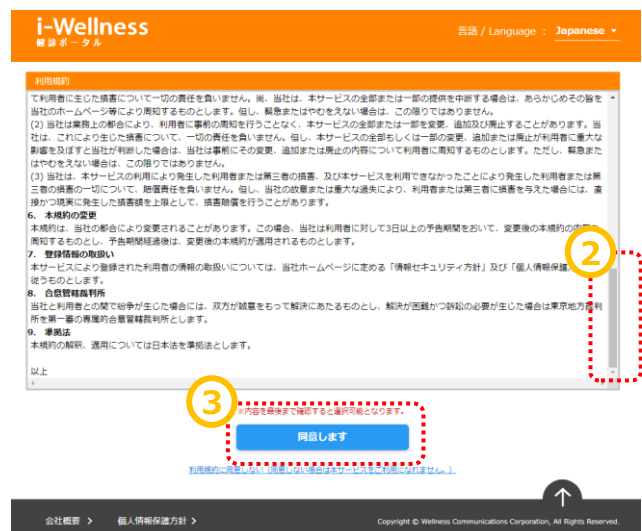 i-Wellness
健診ポータル
言語 / Language : Japanese
利用規約
て利用者に生じた損害について一切の責任を負いません。尚、当社は、本サービスの全部または一部の提供を中断する場合は、あらかじめその旨を
当社のホームページ等により周知するものとします。但し、緊急またはやむをえない場合は、この限りではありません。
(2) 当社は業務上の都合により、利用者に事前の周知を行うことなく、本サービスの全部または一部を変更、追加及び廃止することがあります。当
社は、これにより生じた損害について、一切の責任を負いません。但し、本サービスの全部もしくは一部の変更、追加または廃止が利用者に重大な
影響を及ぼすと当社が判断した場合は、当社は事前にその変更、追加または廃止の内容について利用者に周知するものとします。ただし、緊急また
はやむをえない場合は、この限りではありません。
(3) 当社は、本サービスの利用により発生した利用者または第三者の損害、及び本サービスを利用できなかったことにより発生した利用者または第
三者の損害の一切について、賠償責任を負いません。但し、当社の故意または重大な過失により、利用者または第三者に損害を与えた場合には、直
接かつ現実に発生した損害額を上限として、損害賠償を行うことがあります。
6. 本規約の変更
本規約は、当社の都合により変更されることがあります。この場合、当社は利用者に対して3日以上の予告期間をおいて、変更後の本規約の内容を
周知するものとし、予告期間経過後は、変更後の本規約が適用されるものとします。
7. 登録情報の取扱い
本サービスにより登録された利用者の情報の取扱いについては、当社ホームページに定める「情報セキュリティ方針」及び「個人情報保護方
従うものとします。
8. 合意管轄裁判所
当社と利用者との間で紛争が生じた場合には、双方が誠意をもって解決にあたるものとし、解決が困難かつ訴訟の必要が生じた場合は東京地方裁判
所を第一審の専属的合意管轄裁判所とします。
9. 準拠法
本規約の解釈、適用については日本法を準拠法とします。
以上
②
③
※内容を最後まで確認すると選択可能となります。
同意します
利用規約に同意しない（同意しない場合は本サービスをご利用になれません。）
会社概要 >
個人情報保護方針 >
Copyright © Wellness Communications Corporation, All Rights Reserved.